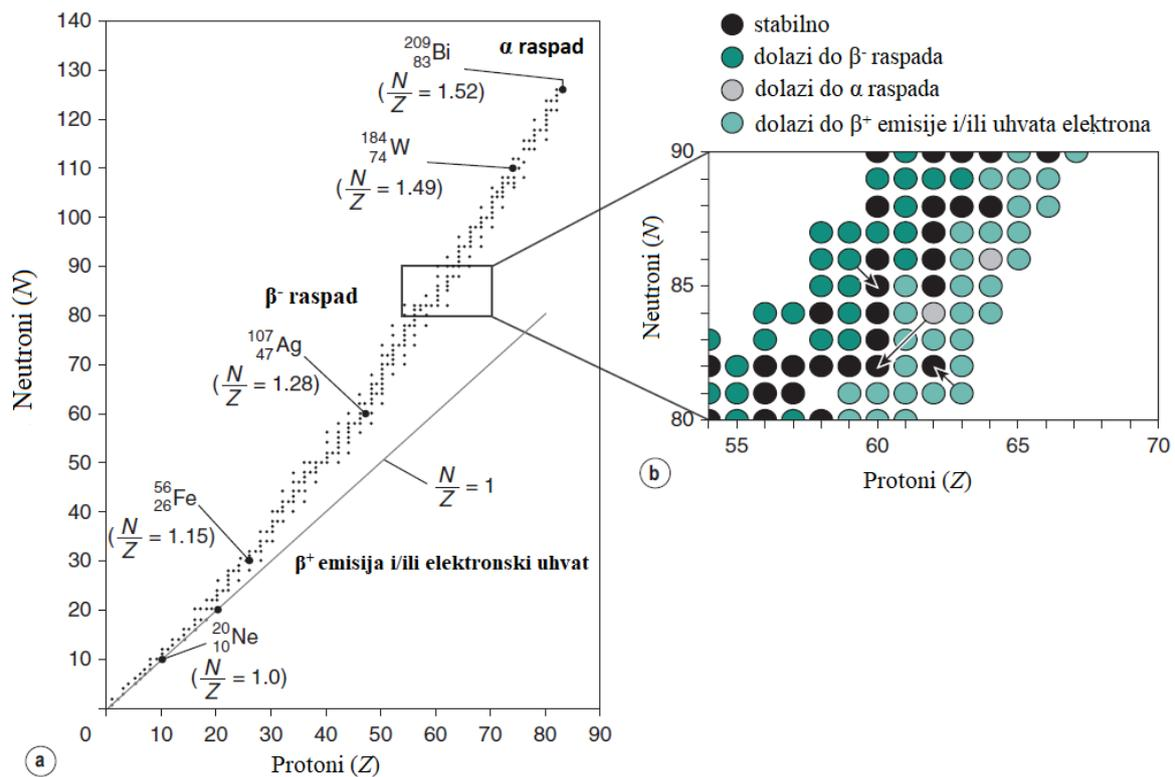 140
130
120
110
100
90
80
70
60
50
40
30
20
10
Neutroni (N)
α raspad
209
83 Bi
(N/Z = 1.52)
184
74 W
(N/Z = 1.49)
β⁻ raspad
107
47 Ag
(N/Z = 1.28)
N/Z = 1
56
26 Fe
(N/Z = 1.15)
β⁺ emisija i/ili elektronski uhvat
20
10 Ne
(N/Z = 1.0)
0 10 20 30 40 50 60 70 80 90
Protoni (Z)
a
stabilno
dolazi do β⁻ raspada
dolazi do α raspada
dolazi do β⁺ emisije i/ili uhvata elektrona
90
85
80
Neutroni (N)
55 60 65 70
Protoni (Z)
b